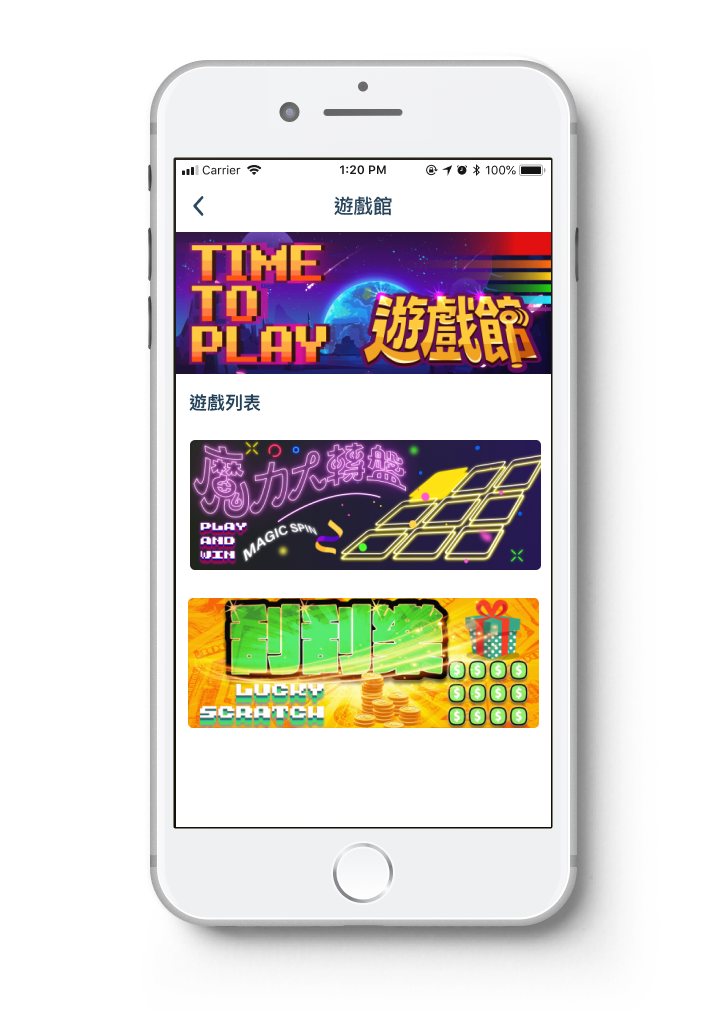 Carrier
1:20 PM
100%
遊戲館
TIME
TO
PLAY
遊戲館
遊戲列表
魔力大轉盤
PLAY
AND
WIN
MAGIC SPIN
刮刮樂
LUCKY
SCRATCH
$ $ $ $
$ $ $ $
$ $ $ $